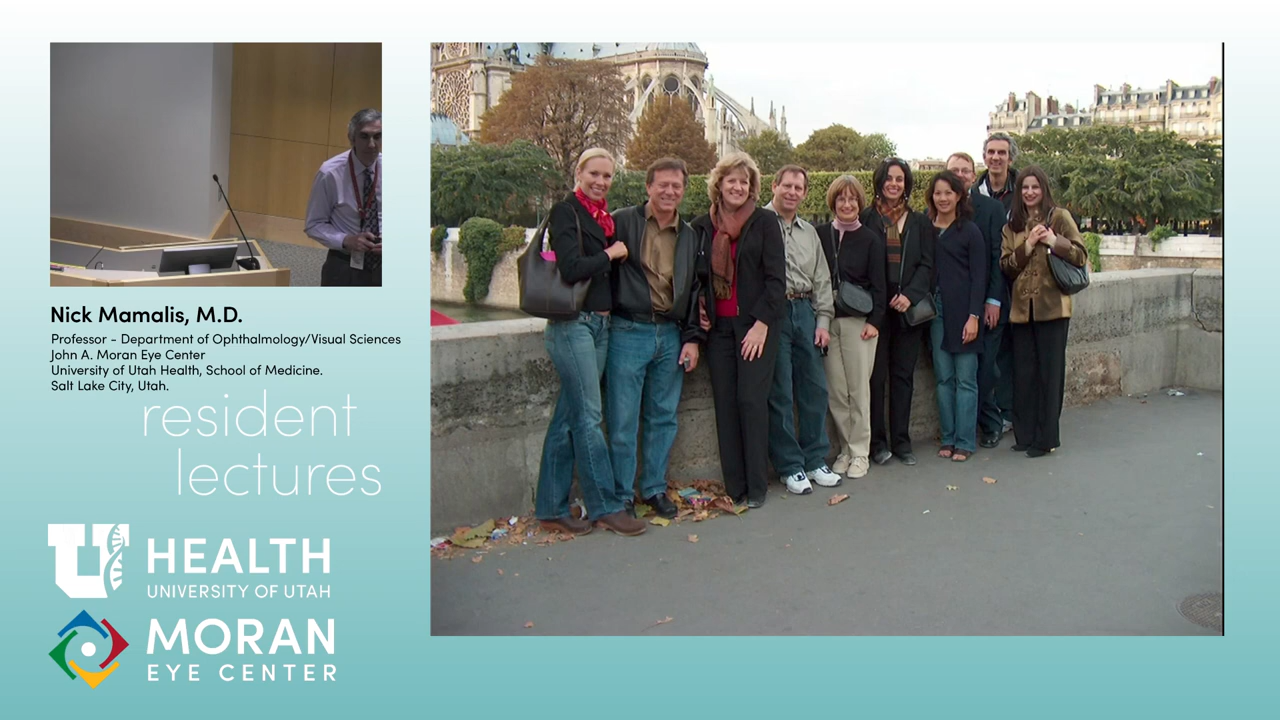 Nick Mamalis, M.D.
Professor - Department of Ophthalmology/Visual Sciences
John A. Moran Eye Center
University of Utah Health, School of Medicine.
Salt Lake City, Utah.
resident
lectures
U HEALTH
UNIVERSITY OF UTAH
MORAN
EYE CENTER